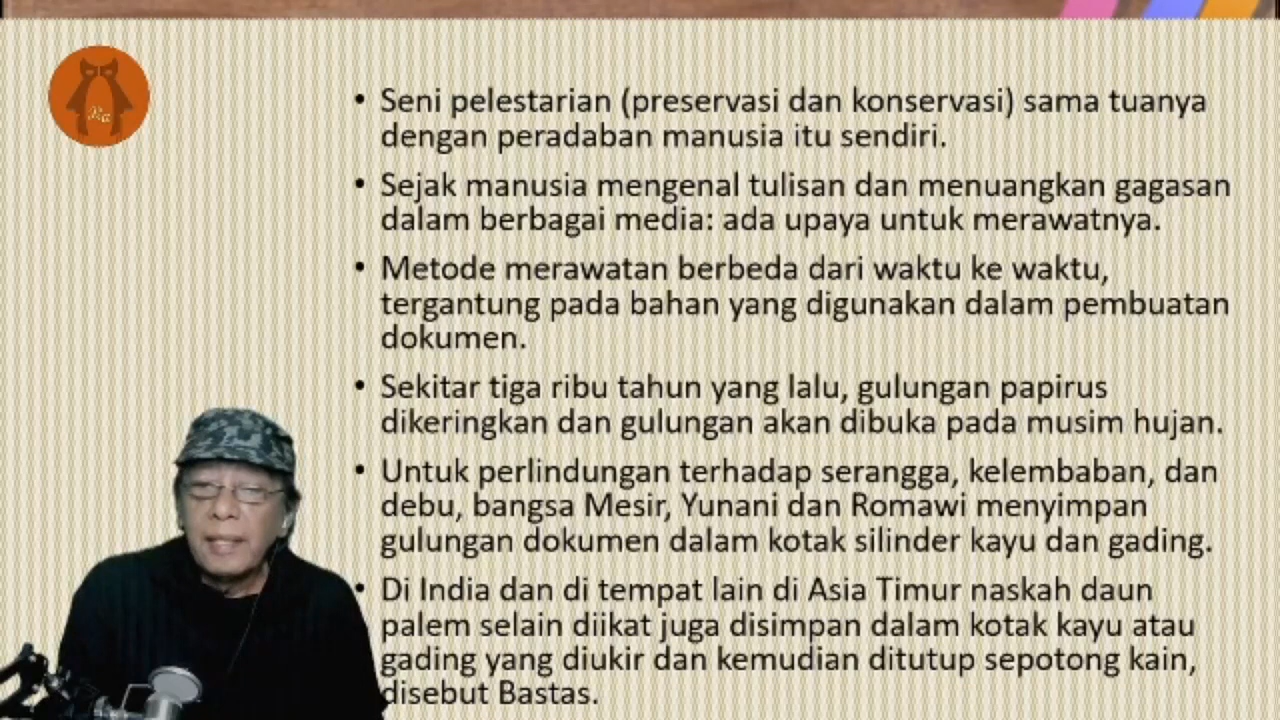 • Seni pelestarian (preservasi dan konservasi) sama tuanya
dengan peradaban manusia itu sendiri.
• Sejak manusia mengenal tulisan dan menuangkan gagasan
dalam berbagai media: ada upaya untuk merawatnya.
• Metode merawatan berbeda dari waktu ke waktu,
tergantung pada bahan yang digunakan dalam pembuatan
dokumen.
• Sekitar tiga ribu tahun yang lalu, gulungan papirus
dikeringkan dan gulungan akan dibuka pada musim hujan.
• Untuk perlindungan terhadap serangga, kelembaban, dan
debu, bangsa Mesir, Yunani dan Romawi menyimpan
gulungan dokumen dalam kotak silinder kayu dan gading.
• Di India dan di tempat lain di Asia Timur naskah daun
palem selain diikat juga disimpan dalam kotak kayu atau
gading yang diukir dan kemudian ditutup sepotong kain,
disebut Bastas.